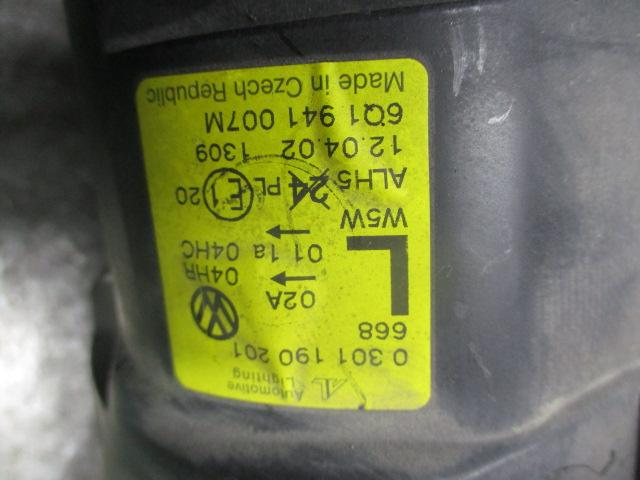 AL Automotive Lighting
0 301 190 201
668
L
02A 04HR
01 1a 04HC
W5W
ALH5 24 PL E1 20
12.04.02 1309
6Q1 941 007M
Made in Czech Republic